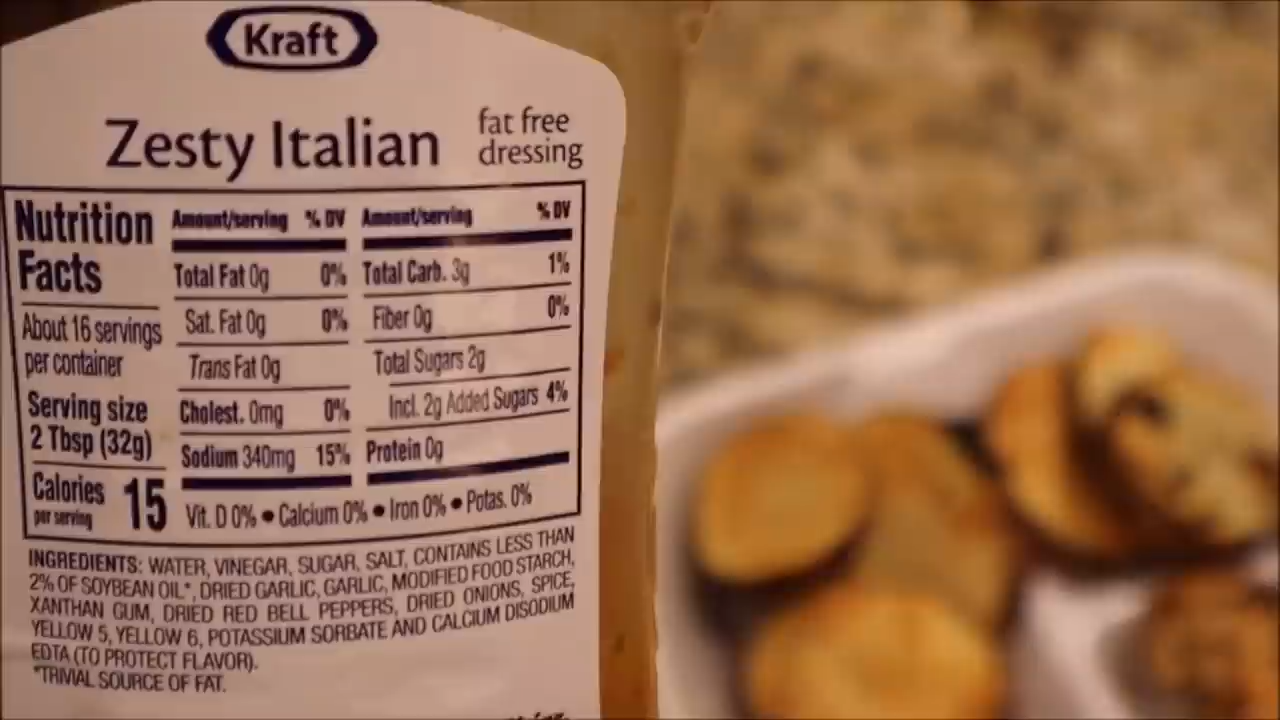 Kraft
Zesty Italian
fat free
dressing
Nutrition
Facts
About 16 servings
per container
Serving size
2 Tbsp (32g)
Calories
per serving
15
Amount/serving % DV
Total Fat 0g 0%
Sat. Fat 0g 0%
Trans Fat 0g
Cholest. 0mg 0%
Sodium 340mg 15%
Amount/serving % DV
Total Carb. 3g 1%
Fiber 0g 0%
Total Sugars 2g
Incl. 2g Added Sugars 4%
Protein 0g
Vit. D 0% • Calcium 0% • Iron 0% • Potas. 0%
INGREDIENTS: WATER, VINEGAR, SUGAR, SALT, CONTAINS LESS THAN
2% OF SOYBEAN OIL*, DRIED GARLIC, GARLIC, MODIFIED FOOD STARCH,
XANTHAN GUM, DRIED RED BELL PEPPERS, DRIED ONIONS, SPICE,
YELLOW 5, YELLOW 6, POTASSIUM SORBATE AND CALCIUM DISODIUM
EDTA (TO PROTECT FLAVOR).
*TRIVIAL SOURCE OF FAT.